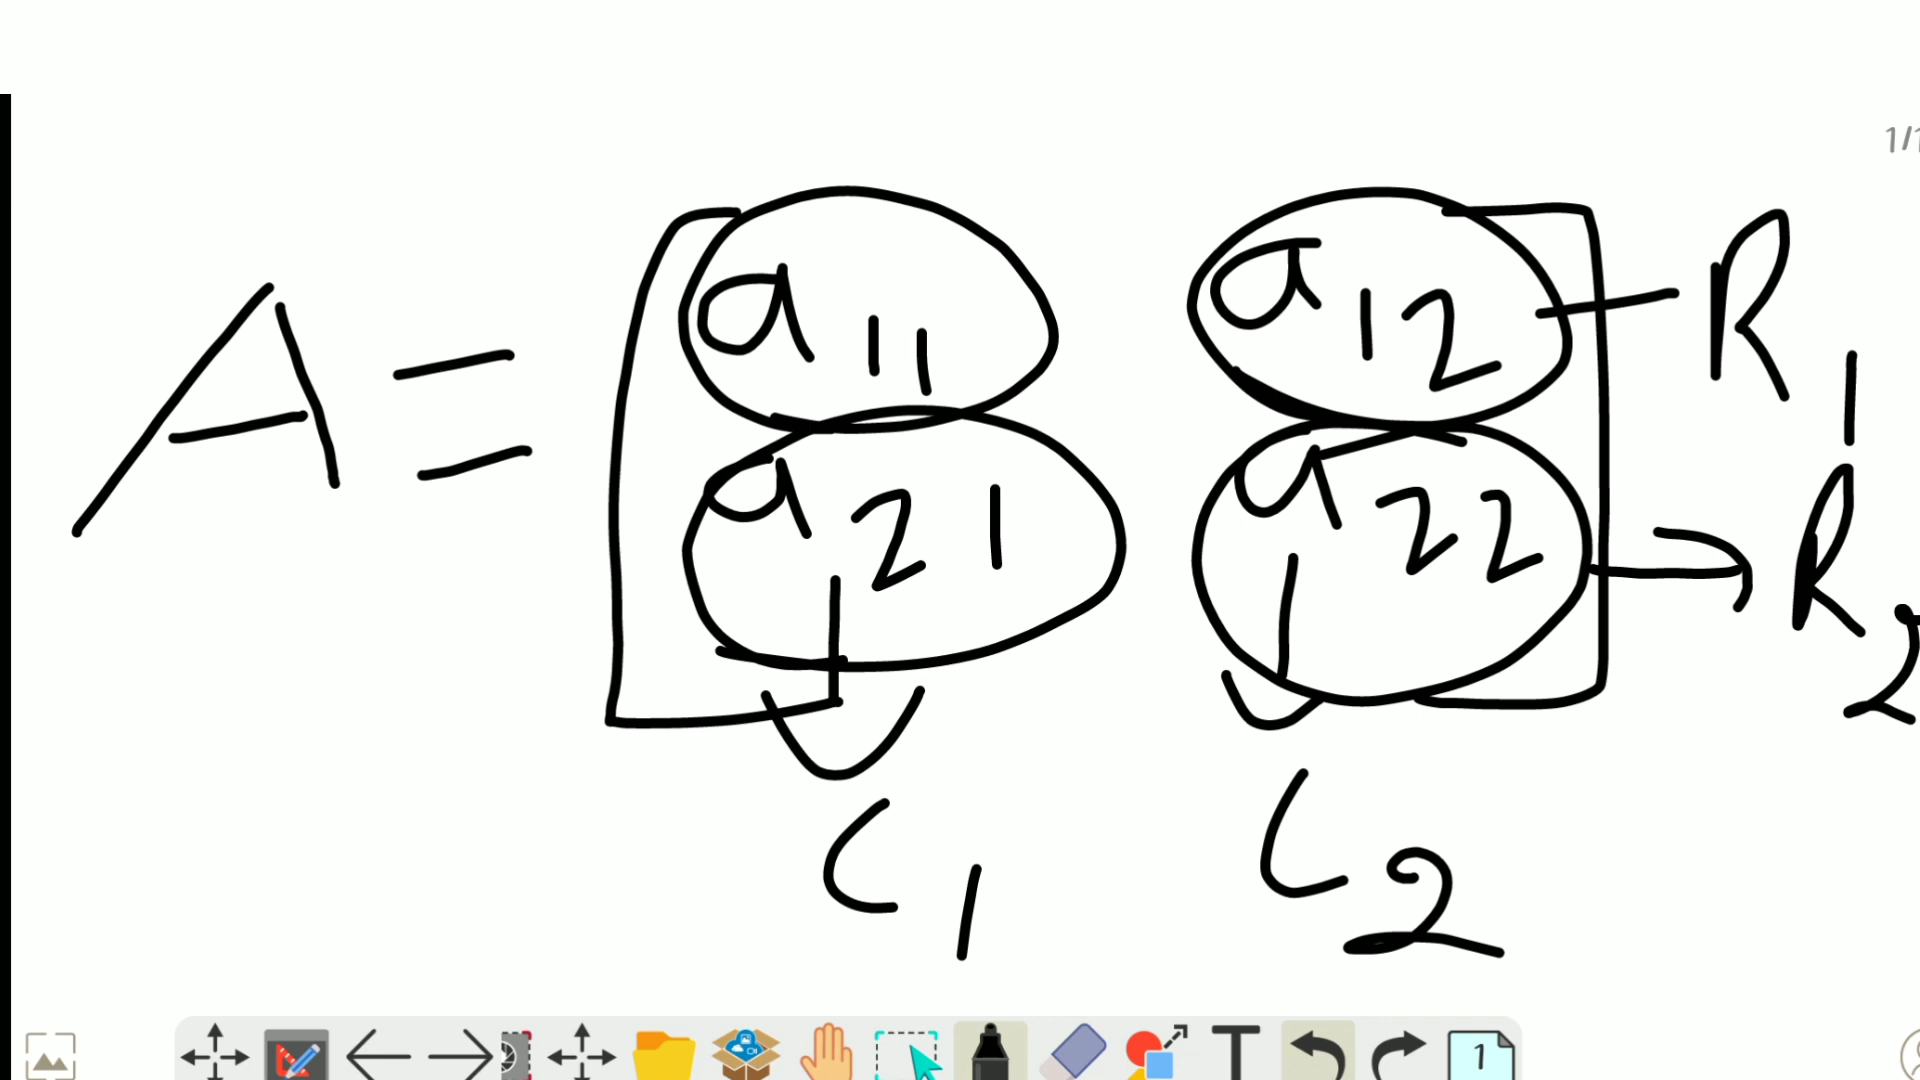 1/1
A = [ a11 a12 ] - R1
a21 a22 → R2
C1 C2
T 1